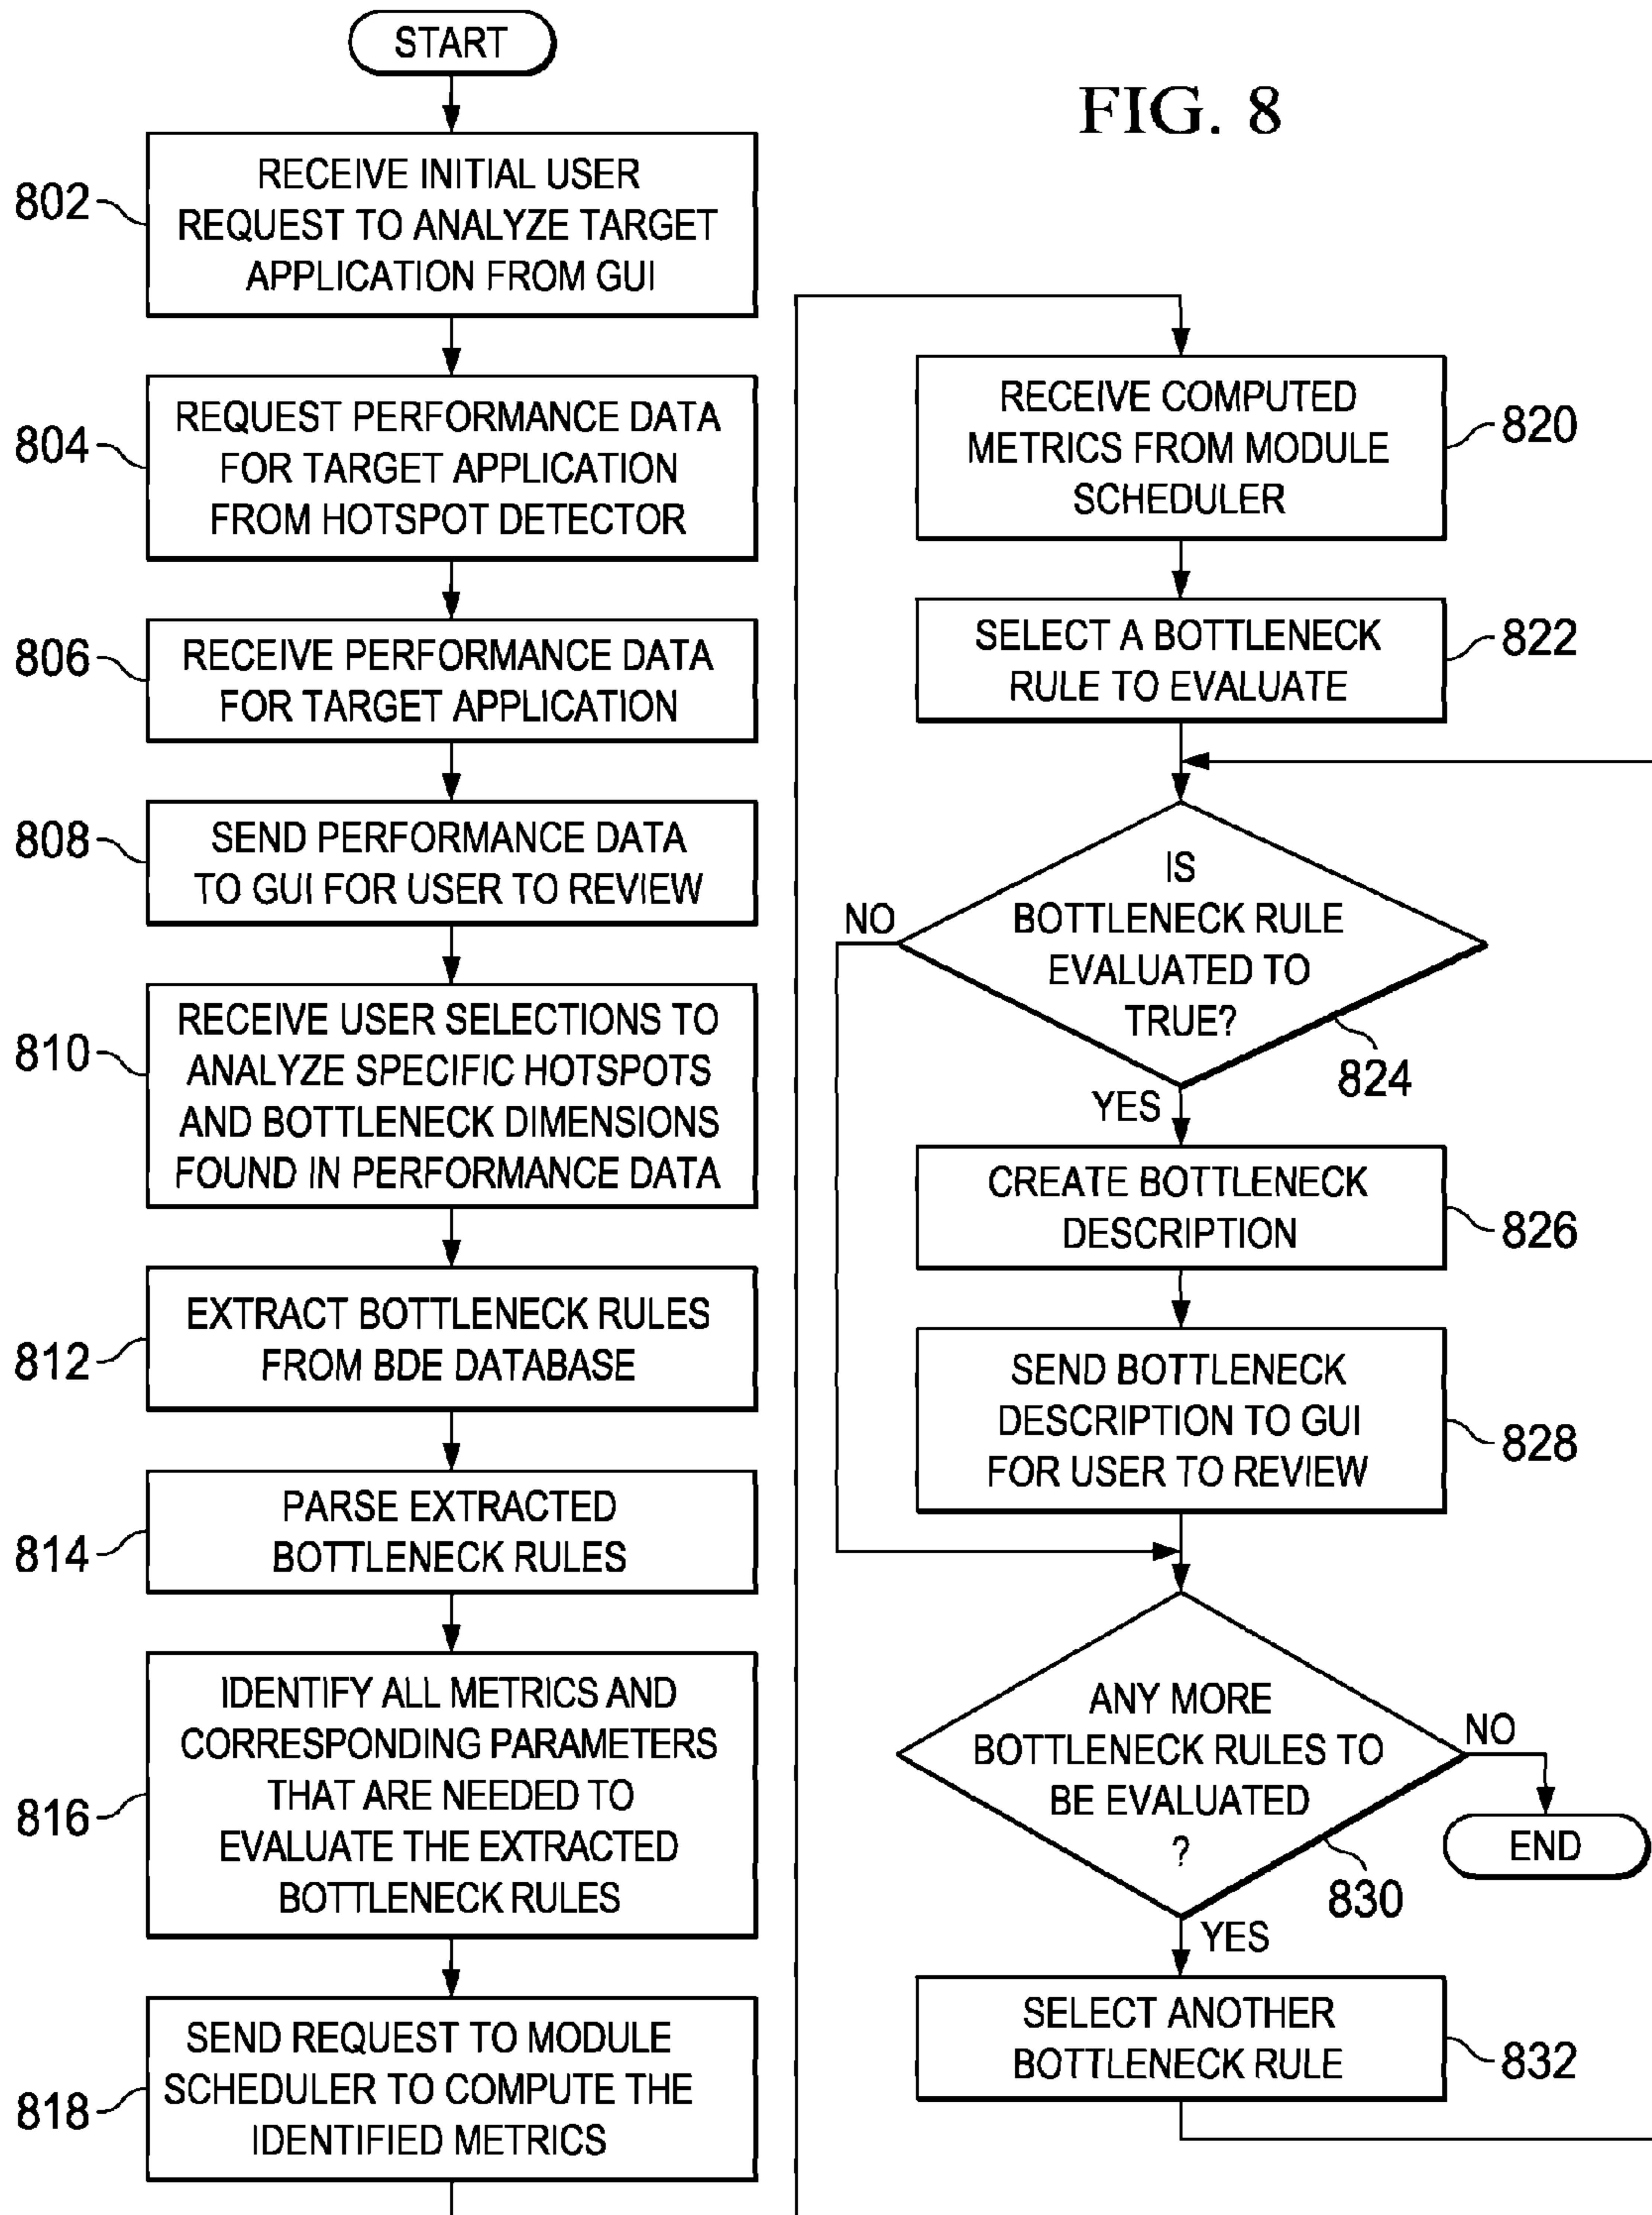 FIG. 8
START
802
RECEIVE INITIAL USER
REQUEST TO ANALYZE TARGET
APPLICATION FROM GUI
804
REQUEST PERFORMANCE DATA
FOR TARGET APPLICATION
FROM HOTSPOT DETECTOR
806
RECEIVE PERFORMANCE DATA
FOR TARGET APPLICATION
808
SEND PERFORMANCE DATA
TO GUI FOR USER TO REVIEW
810
RECEIVE USER SELECTIONS TO
ANALYZE SPECIFIC HOTSPOTS
AND BOTTLENECK DIMENSIONS
FOUND IN PERFORMANCE DATA
812
EXTRACT BOTTLENECK RULES
FROM BDE DATABASE
814
PARSE EXTRACTED
BOTTLENECK RULES
816
IDENTIFY ALL METRICS AND
CORRESPONDING PARAMETERS
THAT ARE NEEDED TO
EVALUATE THE EXTRACTED
BOTTLENECK RULES
818
SEND REQUEST TO MODULE
SCHEDULER TO COMPUTE THE
IDENTIFIED METRICS
RECEIVE COMPUTED
METRICS FROM MODULE
SCHEDULER
820
SELECT A BOTTLENECK
RULE TO EVALUATE
822
IS
BOTTLENECK RULE
EVALUATED TO
TRUE?
824
NO
YES
CREATE BOTTLENECK
DESCRIPTION
826
SEND BOTTLENECK
DESCRIPTION TO GUI
FOR USER TO REVIEW
828
ANY MORE
BOTTLENECK RULES TO
BE EVALUATED
?
830
NO
END
YES
SELECT ANOTHER
BOTTLENECK RULE
832